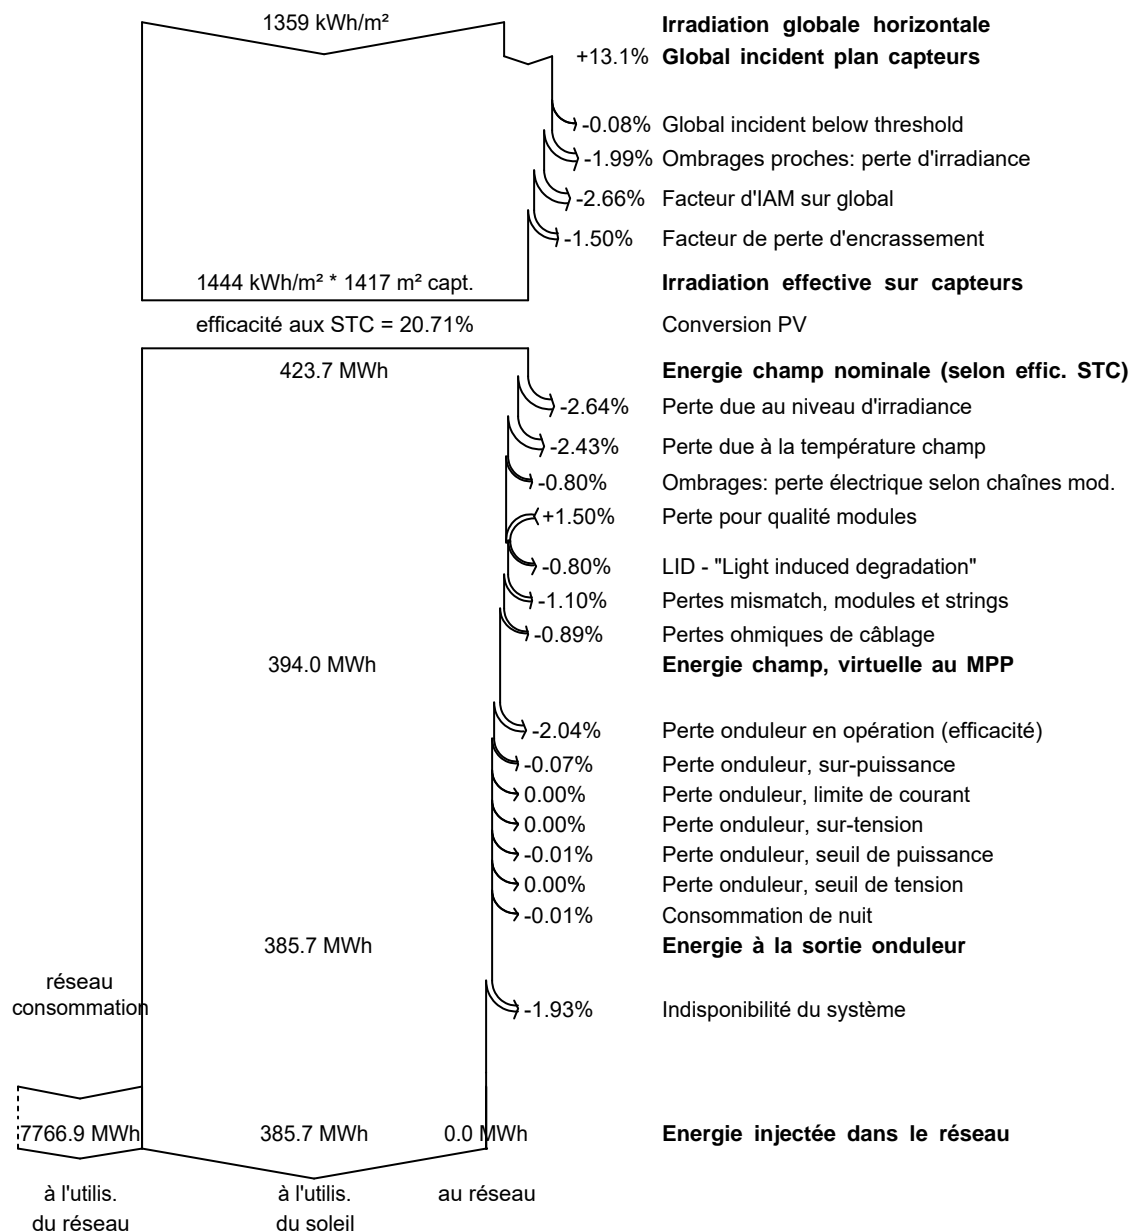 1359 kWh/m² Irradiation globale horizontale
+13.1% Global incident plan capteurs
-0.08% Global incident below threshold
-1.99% Ombrages proches: perte d'irradiance
-2.66% Facteur d'IAM sur global
-1.50% Facteur de perte d'encrassement
1444 kWh/m² * 1417 m² capt. Irradiation effective sur capteurs
efficacité aux STC = 20.71% Conversion PV
423.7 MWh Energie champ nominale (selon effic. STC)
-2.64% Perte due au niveau d'irradiance
-2.43% Perte due à la température champ
-0.80% Ombrages: perte électrique selon chaînes mod.
+1.50% Perte pour qualité modules
-0.80% LID - "Light induced degradation"
-1.10% Pertes mismatch, modules et strings
-0.89% Pertes ohmiques de câblage
394.0 MWh Energie champ, virtuelle au MPP
-2.04% Perte onduleur en opération (efficacité)
-0.07% Perte onduleur, sur-puissance
0.00% Perte onduleur, limite de courant
0.00% Perte onduleur, sur-tension
-0.01% Perte onduleur, seuil de puissance
0.00% Perte onduleur, seuil de tension
-0.01% Consommation de nuit
385.7 MWh Energie à la sortie onduleur
réseau
consommation
-1.93% Indisponibilité du système
7766.9 MWh 385.7 MWh 0.0 MWh Energie injectée dans le réseau
à l'utilis. à l'utilis. au réseau
du réseau du soleil